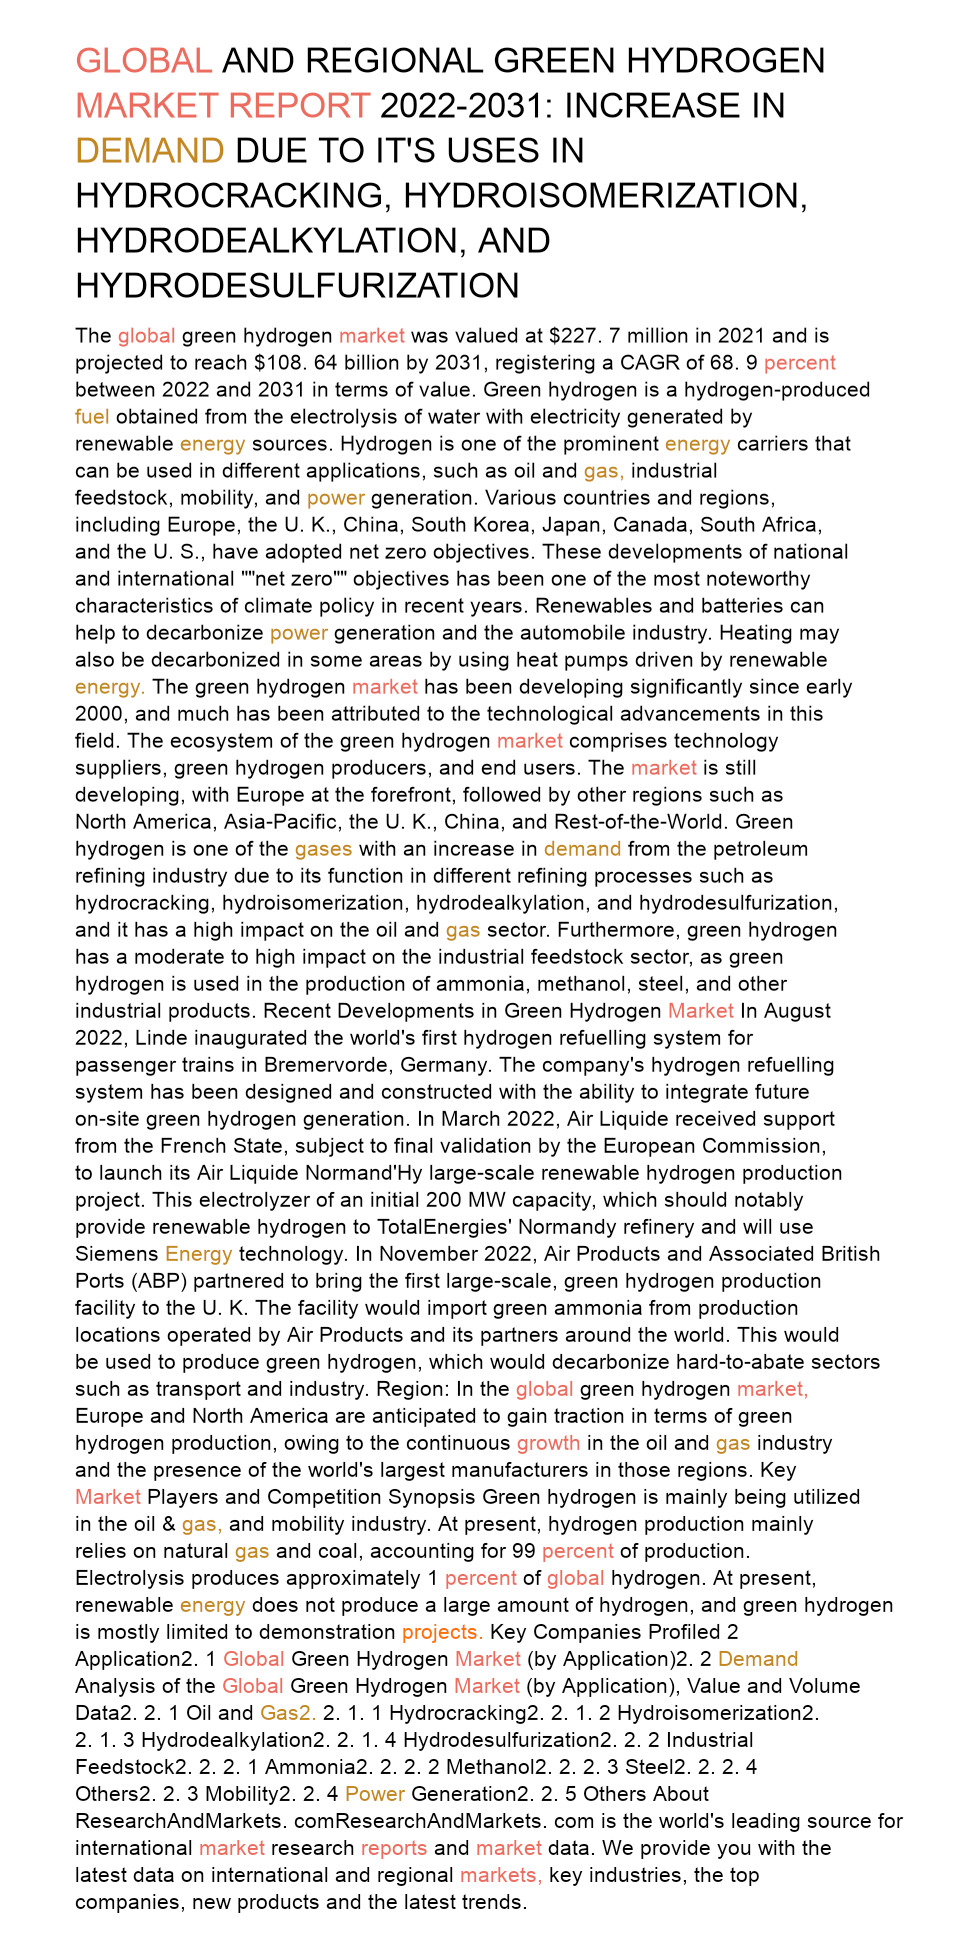 GLOBAL AND REGIONAL GREEN HYDROGEN
MARKET REPORT 2022-2031: INCREASE IN
DEMAND DUE TO IT'S USES IN
HYDROCRACKING, HYDROISOMERIZATION,
HYDRODEALKYLATION, AND
HYDRODESULFURIZATION
The global green hydrogen market was valued at $227. 7 million in 2021 and is
projected to reach $108. 64 billion by 2031, registering a CAGR of 68. 9 percent
between 2022 and 2031 in terms of value. Green hydrogen is a hydrogen-produced
fuel obtained from the electrolysis of water with electricity generated by
renewable energy sources. Hydrogen is one of the prominent energy carriers that
can be used in different applications, such as oil and gas, industrial
feedstock, mobility, and power generation. Various countries and regions,
including Europe, the U. K., China, South Korea, Japan, Canada, South Africa,
and the U. S., have adopted net zero objectives. These developments of national
and international ""net zero"" objectives has been one of the most noteworthy
characteristics of climate policy in recent years. Renewables and batteries can
help to decarbonize power generation and the automobile industry. Heating may
also be decarbonized in some areas by using heat pumps driven by renewable
energy. The green hydrogen market has been developing significantly since early
2000, and much has been attributed to the technological advancements in this
field. The ecosystem of the green hydrogen market comprises technology
suppliers, green hydrogen producers, and end users. The market is still
developing, with Europe at the forefront, followed by other regions such as
North America, Asia-Pacific, the U. K., China, and Rest-of-the-World. Green
hydrogen is one of the gases with an increase in demand from the petroleum
refining industry due to its function in different refining processes such as
hydrocracking, hydroisomerization, hydrodealkylation, and hydrodesulfurization,
and it has a high impact on the oil and gas sector. Furthermore, green hydrogen
has a moderate to high impact on the industrial feedstock sector, as green
hydrogen is used in the production of ammonia, methanol, steel, and other
industrial products. Recent Developments in Green Hydrogen Market In August
2022, Linde inaugurated the world's first hydrogen refuelling system for
passenger trains in Bremervorde, Germany. The company's hydrogen refuelling
system has been designed and constructed with the ability to integrate future
on-site green hydrogen generation. In March 2022, Air Liquide received support
from the French State, subject to final validation by the European Commission,
to launch its Air Liquide Normand'Hy large-scale renewable hydrogen production
project. This electrolyzer of an initial 200 MW capacity, which should notably
provide renewable hydrogen to TotalEnergies' Normandy refinery and will use
Siemens Energy technology. In November 2022, Air Products and Associated British
Ports (ABP) partnered to bring the first large-scale, green hydrogen production
facility to the U. K. The facility would import green ammonia from production
locations operated by Air Products and its partners around the world. This would
be used to produce green hydrogen, which would decarbonize hard-to-abate sectors
such as transport and industry. Region: In the global green hydrogen market,
Europe and North America are anticipated to gain traction in terms of green
hydrogen production, owing to the continuous growth in the oil and gas industry
and the presence of the world's largest manufacturers in those regions. Key
Market Players and Competition Synopsis Green hydrogen is mainly being utilized
in the oil & gas, and mobility industry. At present, hydrogen production mainly
relies on natural gas and coal, accounting for 99 percent of production.
Electrolysis produces approximately 1 percent of global hydrogen. At present,
renewable energy does not produce a large amount of hydrogen, and green hydrogen
is mostly limited to demonstration projects. Key Companies Profiled 2
Application2. 1 Global Green Hydrogen Market (by Application)2. 2 Demand
Analysis of the Global Green Hydrogen Market (by Application), Value and Volume
Data2. 2. 1 Oil and Gas2. 2. 1. 1 Hydrocracking2. 2. 1. 2 Hydroisomerization2.
2. 1. 3 Hydrodealkylation2. 2. 1. 4 Hydrodesulfurization2. 2. 2 Industrial
Feedstock2. 2. 2. 1 Ammonia2. 2. 2. 2 Methanol2. 2. 2. 3 Steel2. 2. 2. 4
Others2. 2. 3 Mobility2. 2. 4 Power Generation2. 2. 5 Others About
ResearchAndMarkets. comResearchAndMarkets. com is the world's leading source for
international market research reports and market data. We provide you with the
latest data on international and regional markets, key industries, the top
companies, new products and the latest trends.